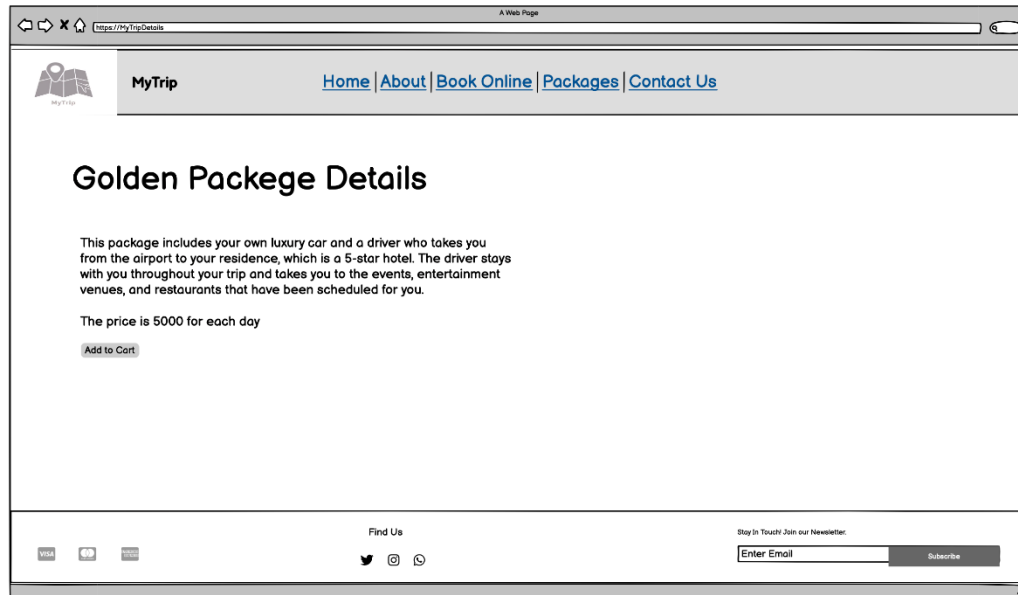 A Web Page
https://MyTripDetails
MyTrip
MyTrip
Home | About | Book Online | Packages | Contact Us
Golden Packege Details
This package includes your own luxury car and a driver who takes you
from the airport to your residence, which is a 5-star hotel. The driver stays
with you throughout your trip and takes you to the events, entertainment
venues, and restaurants that have been scheduled for you.
The price is 5000 for each day
Add to Cart
Find Us
Stay In Touch! Join our Newsletter.
VISA
Enter Email
Subscribe